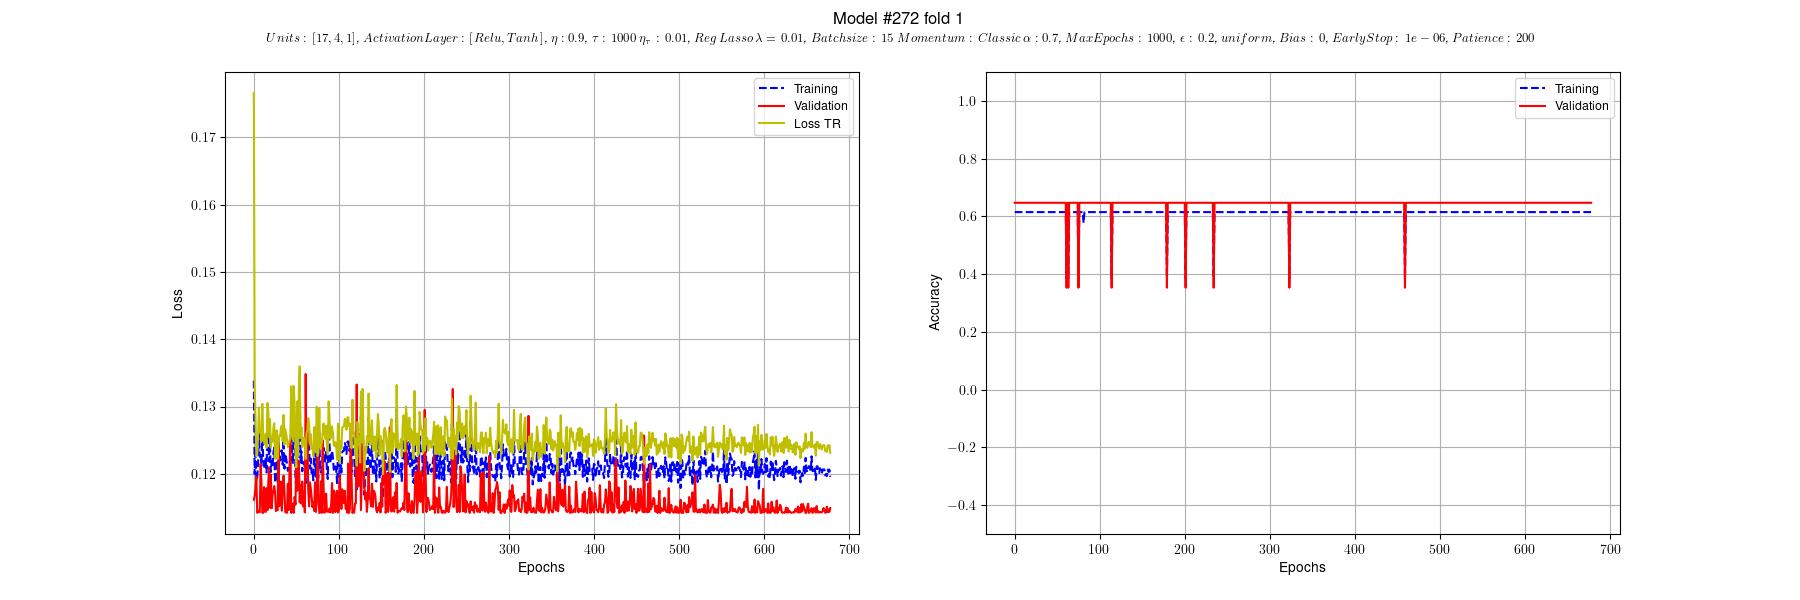 Model #272 fold 1
Units : [17, 4, 1], ActivationLayer : [Relu, Tanh], η : 0.9, τ : 1000 η_τ : 0.01, Reg Lasso λ = 0.01, Batchsize : 15 Momentum : Classic α : 0.7, MaxEpochs : 1000, ϵ : 0.2, uniform, Bias : 0, EarlyStop : 1e − 06, Patience : 200
Training
Validation
Loss TR
0.17
0.16
0.15
0.14
0.13
0.12
Loss
0 100 200 300 400 500 600 700
Epochs
Training
Validation
1.0
0.8
0.6
0.4
0.2
0.0
−0.2
−0.4
Accuracy
0 100 200 300 400 500 600 700
Epochs